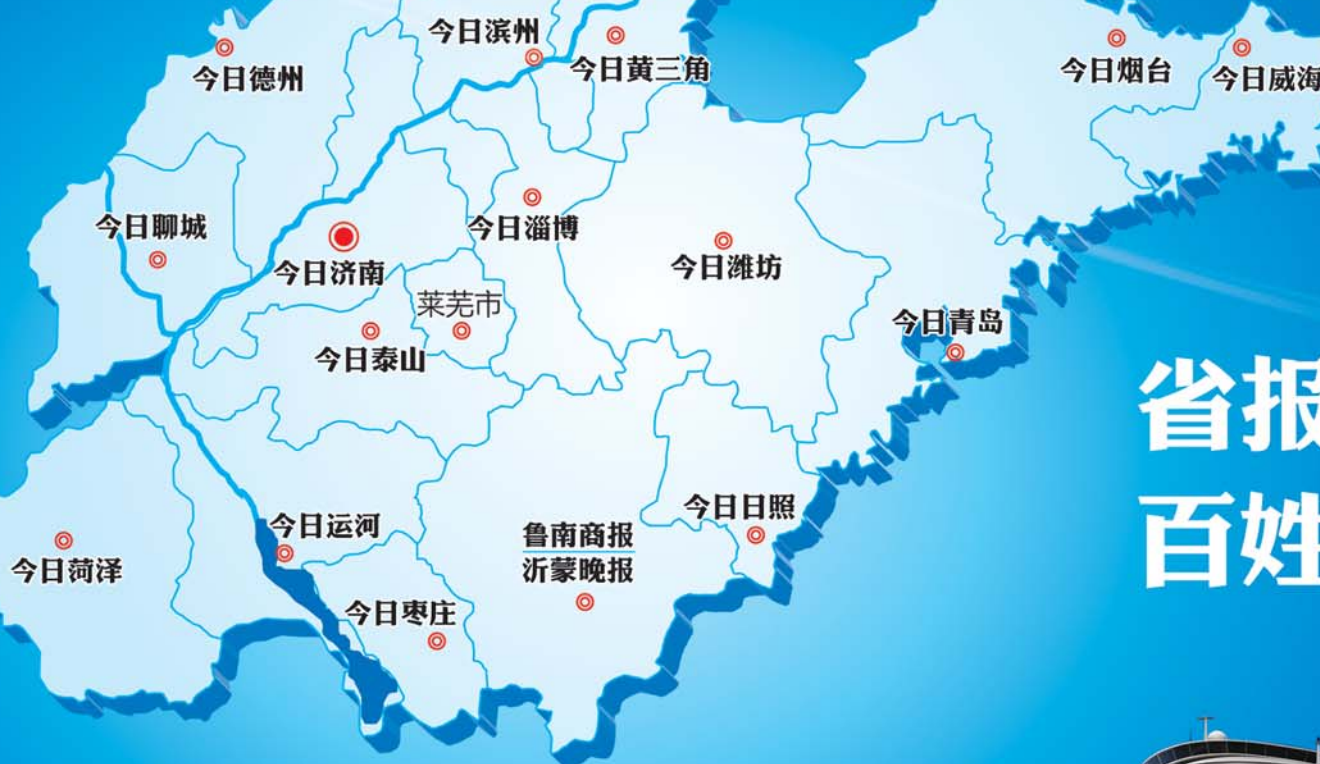 今日滨州
今日黄三角
今日德州
今日烟台
今日威海
今日聊城
今日淄博
今日济南
今日潍坊
莱芜市
今日泰山
今日青岛
省报
百姓
今日日照
今日运河
鲁南商报
沂蒙晚报
今日菏泽
今日枣庄